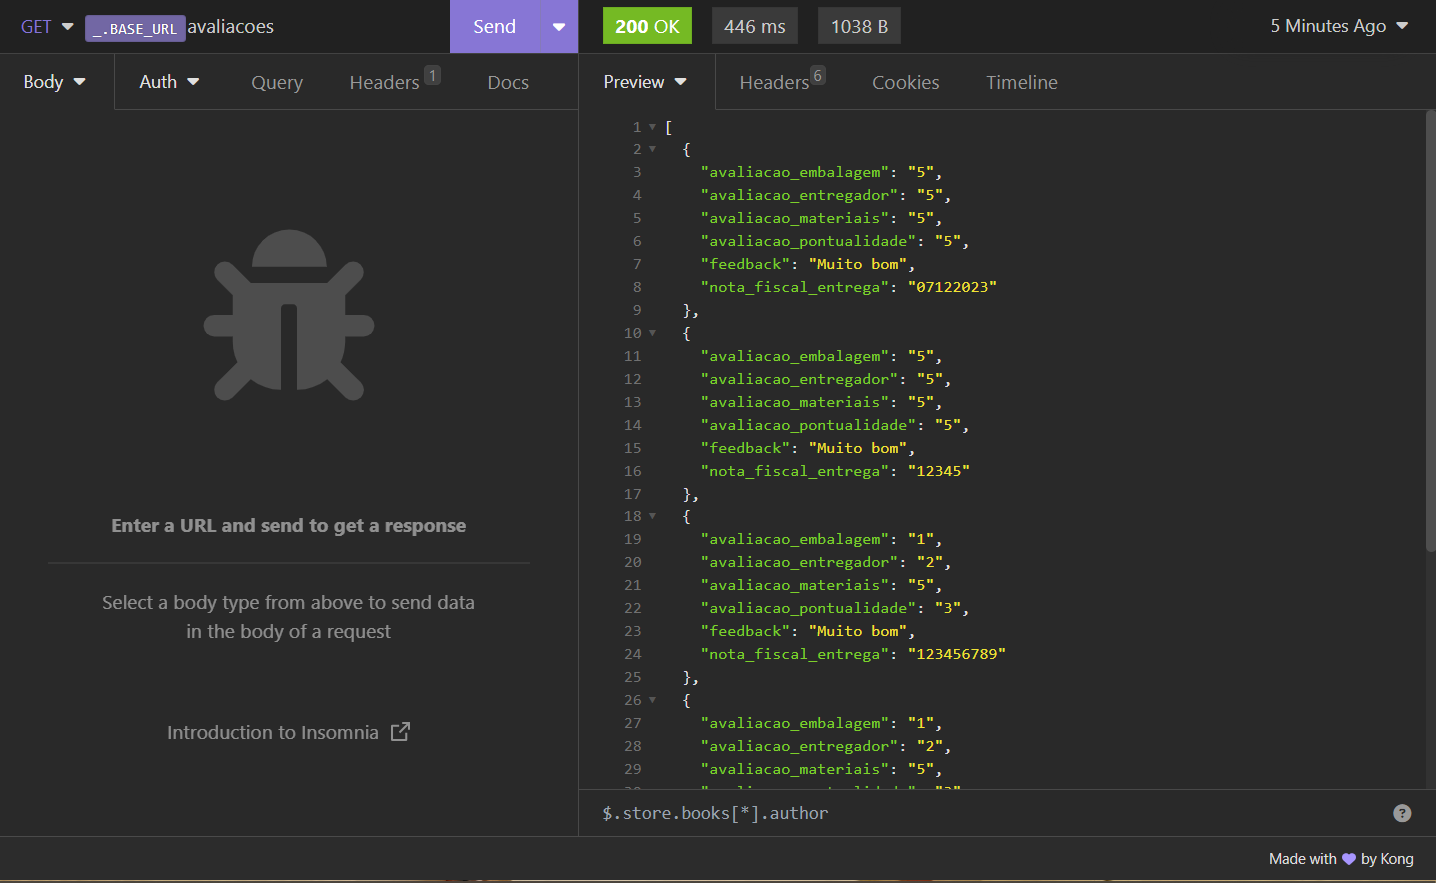 GET _.BASE_URL avaliacoes Send 200 OK 446 ms 1038 B 5 Minutes Ago
Body Auth Query Headers 1 Docs Preview Headers 6 Cookies Timeline
Enter a URL and send to get a response
Select a body type from above to send data
in the body of a request
Introduction to Insomnia
1 [
2 {
3 "avaliacao_embalagem": "5",
4 "avaliacao_entregador": "5",
5 "avaliacao_materiais": "5",
6 "avaliacao_pontualidade": "5",
7 "feedback": "Muito bom",
8 "nota_fiscal_entrega": "07122023"
9 },
10 {
11 "avaliacao_embalagem": "5",
12 "avaliacao_entregador": "5",
13 "avaliacao_materiais": "5",
14 "avaliacao_pontualidade": "5",
15 "feedback": "Muito bom",
16 "nota_fiscal_entrega": "12345"
17 },
18 {
19 "avaliacao_embalagem": "1",
20 "avaliacao_entregador": "2",
21 "avaliacao_materiais": "5",
22 "avaliacao_pontualidade": "3",
23 "feedback": "Muito bom",
24 "nota_fiscal_entrega": "123456789"
25 },
26 {
27 "avaliacao_embalagem": "1",
28 "avaliacao_entregador": "2",
29 "avaliacao_materiais": "5",
$.store.books[*].author ?
Made with 💜 by Kong